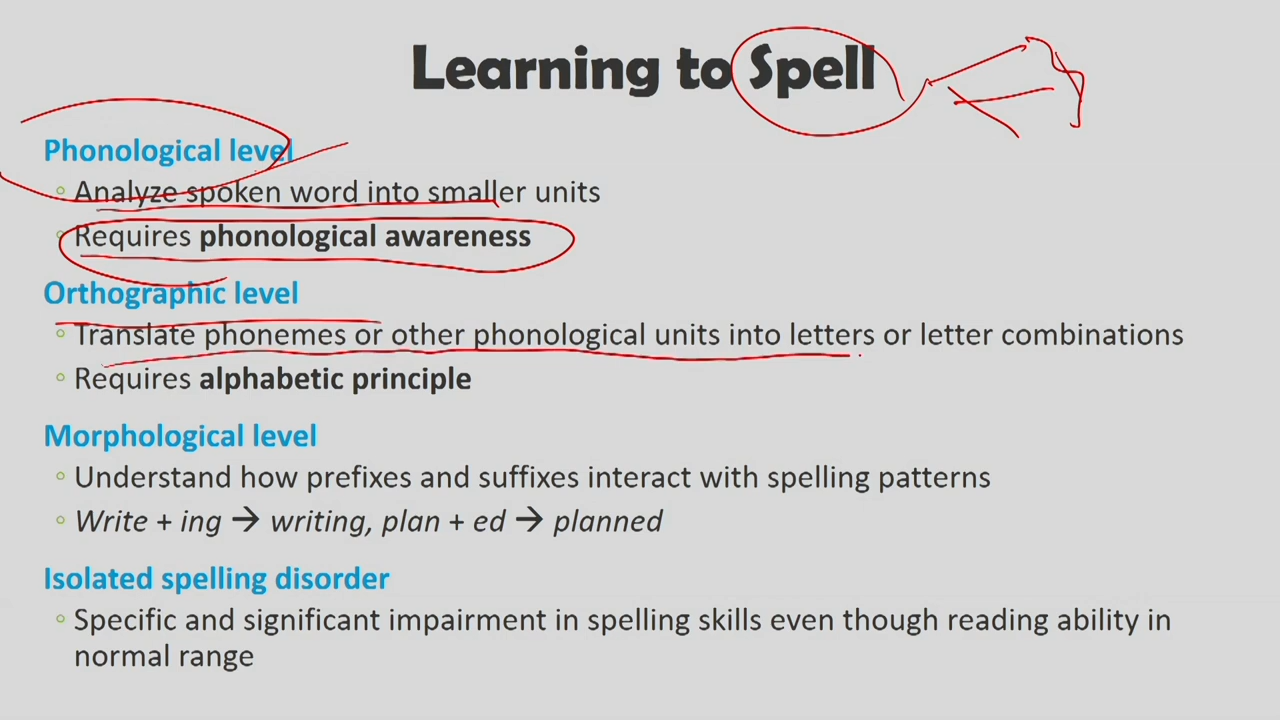 Learning to Spell
Phonological level
◦ Analyze spoken word into smaller units
◦ Requires phonological awareness
Orthographic level
◦ Translate phonemes or other phonological units into letters or letter combinations
◦ Requires alphabetic principle
Morphological level
◦ Understand how prefixes and suffixes interact with spelling patterns
◦ Write + ing → writing, plan + ed → planned
Isolated spelling disorder
◦ Specific and significant impairment in spelling skills even though reading ability in
normal range